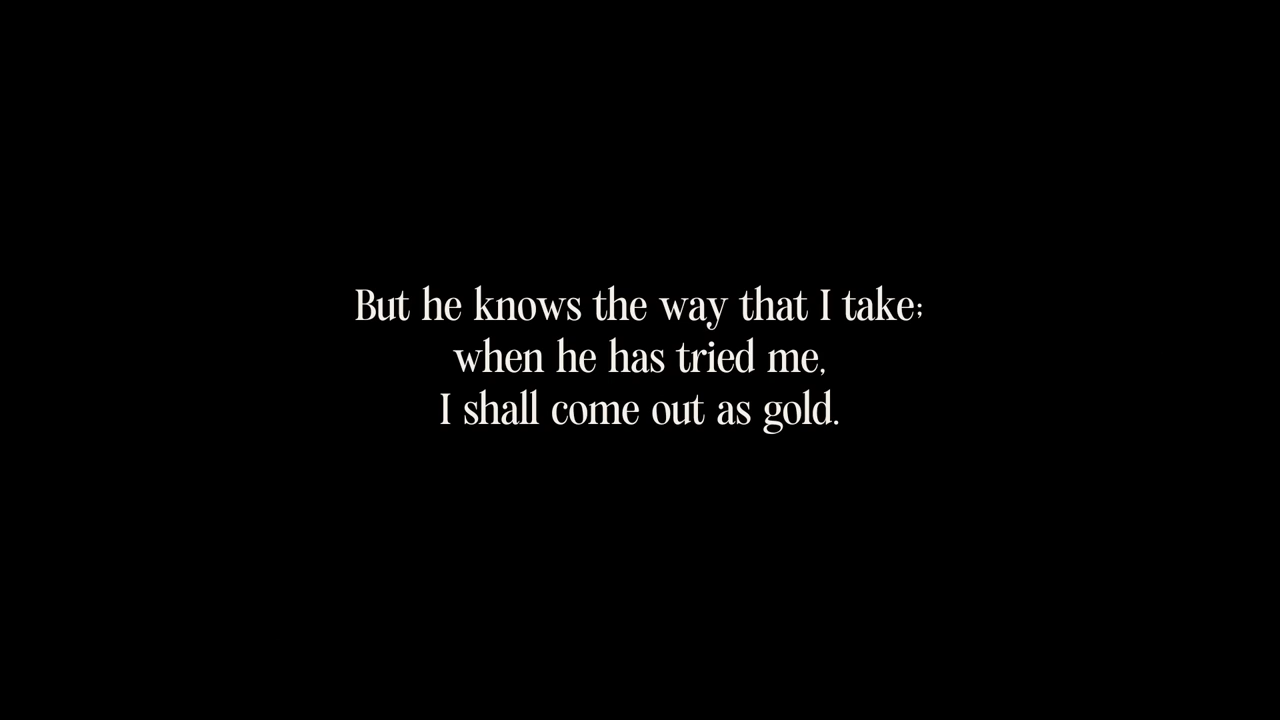 But he knows the way that I take;
when he has tried me,
I shall come out as gold.